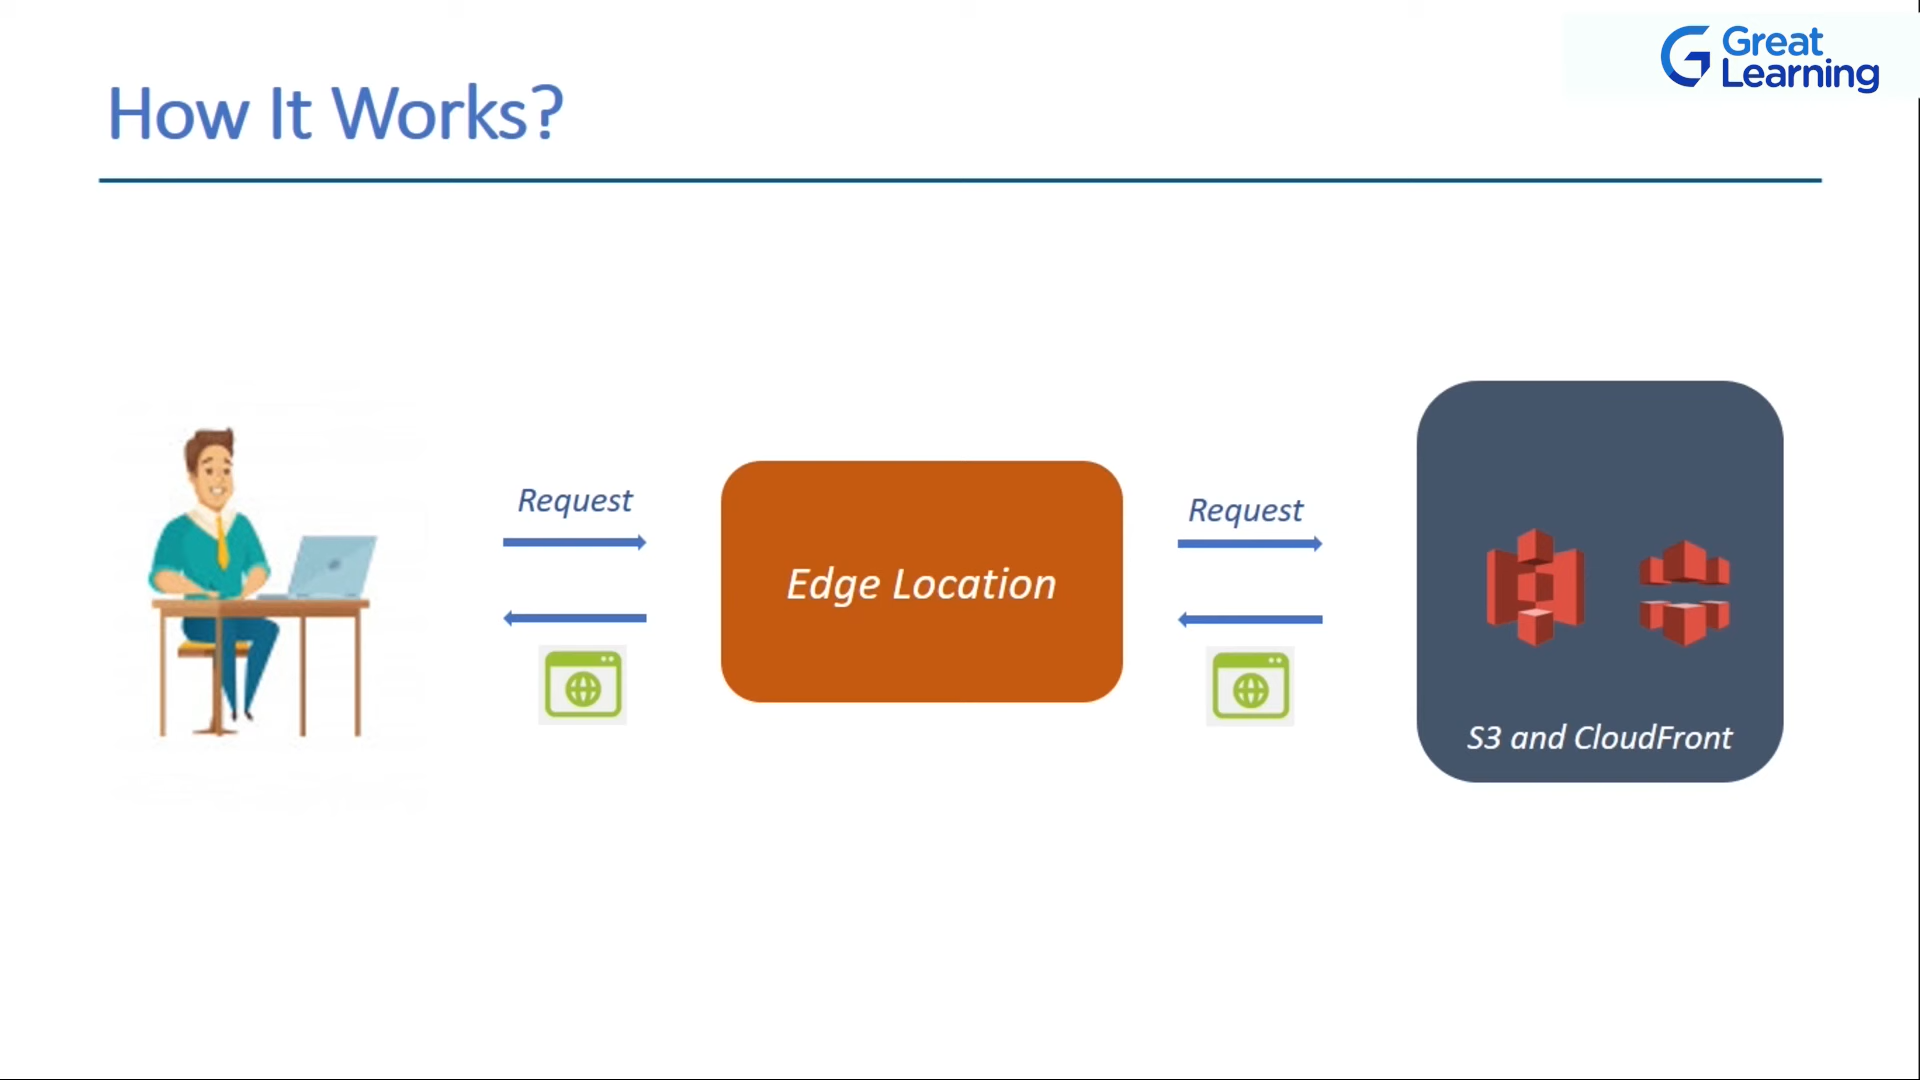 Great
Learning
How It Works?
Request
Request
Edge Location
S3 and CloudFront